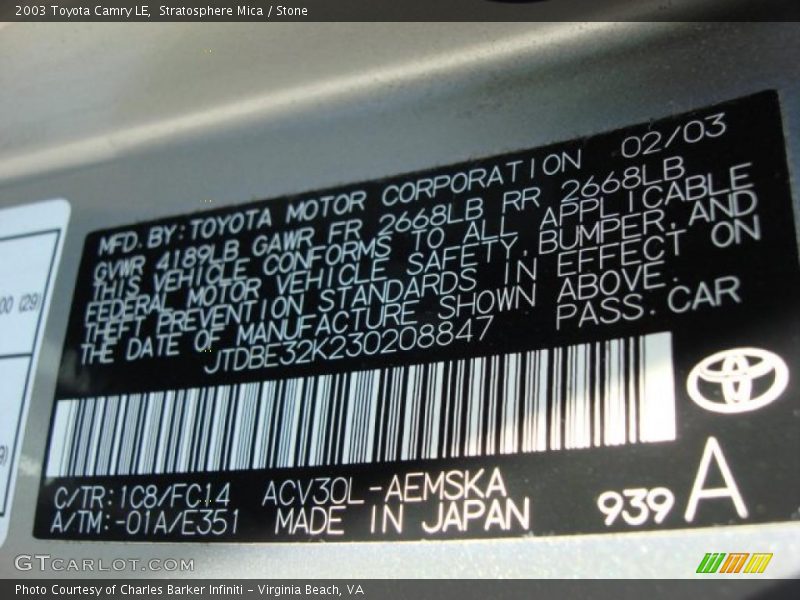 2003 Toyota Camry LE, Stratosphere Mica / Stone
MFD. BY: TOYOTA MOTOR CORPORATION 02/03
GVWR 4189LB GAWR FR 2668LB RR 2668LB
THIS VEHICLE CONFORMS TO ALL APPLICABLE
FEDERAL MOTOR VEHICLE SAFETY, BUMPER, AND
THEFT PREVENTION STANDARDS IN EFFECT ON
THE DATE OF MANUFACTURE SHOWN ABOVE.
JTDBE32K230208847 PASS. CAR
C/TR: 1C8/FC14 ACV30L-AEMSKA
A/TM: -01A/E351 MADE IN JAPAN 939 A
00 (29)
9)
GTCARLOT.COM
Photo Courtesy of Charles Barker Infiniti - Virginia Beach, VA